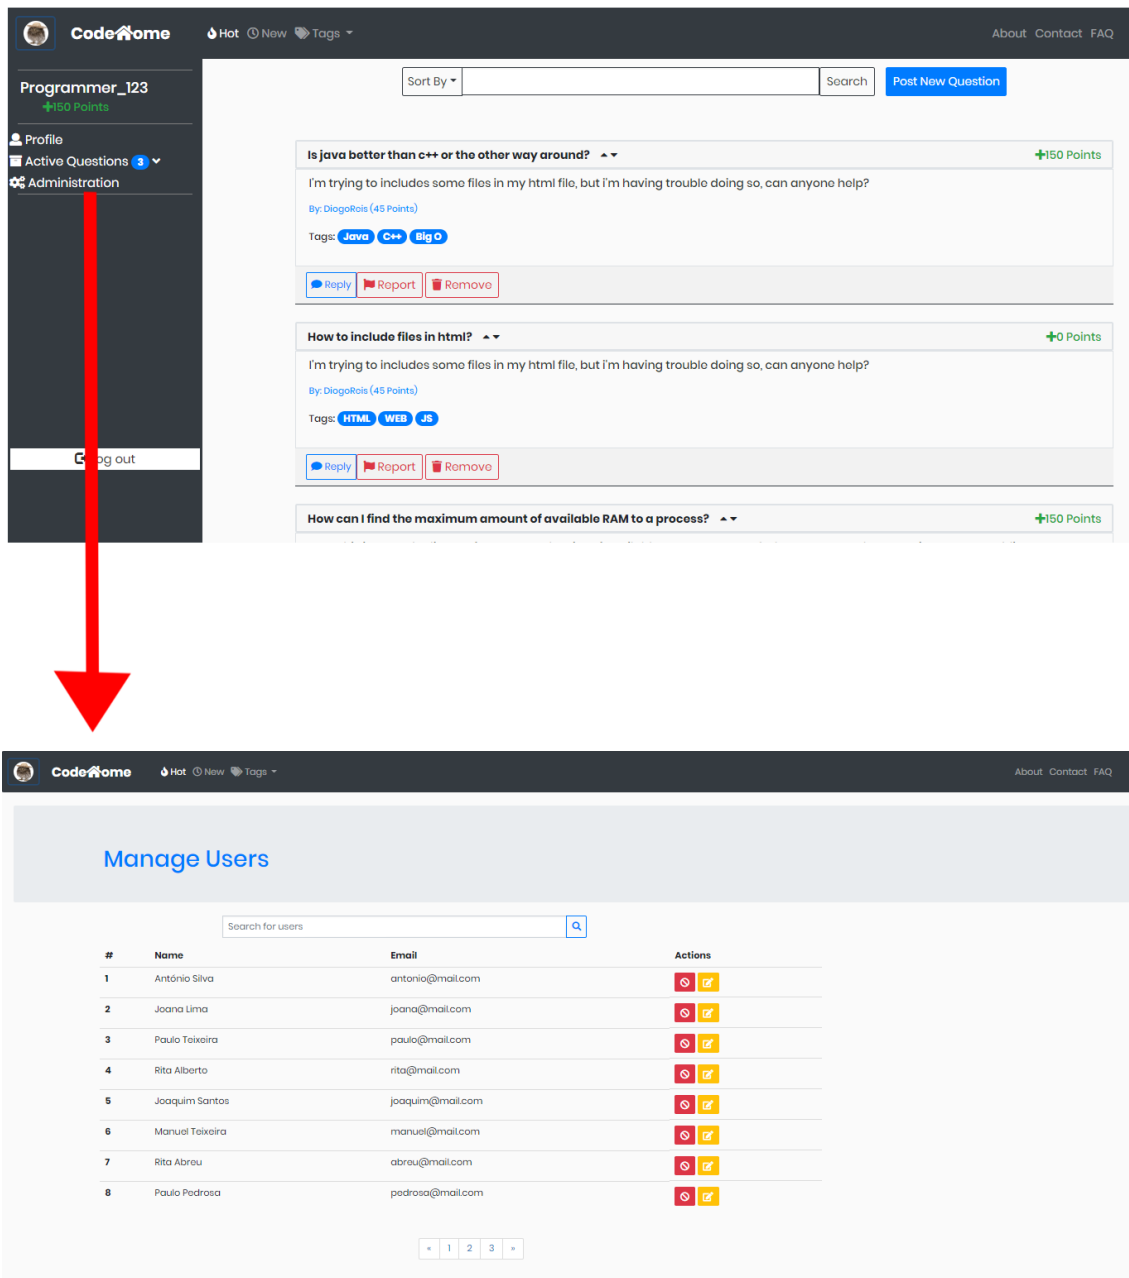 Code Home Hot New Tags About Contact FAQ
Programmer_123
+150 Points
Profile
Active Questions 3
Administration
Log out
Sort By Search Post New Question
Is java better than c++ or the other way around? +150 Points
I'm trying to includes some files in my html file, but i'm having trouble doing so, can anyone help?
By: DiogoReis (45 Points)
Tags: Java C++ Big O
Reply Report Remove
How to include files in html? +0 Points
I'm trying to includes some files in my html file, but i'm having trouble doing so, can anyone help?
By: DiogoReis (45 Points)
Tags: HTML WEB JS
Reply Report Remove
How can I find the maximum amount of available RAM to a process? +150 Points
Code Home Hot New Tags About Contact FAQ
Manage Users
Search for users
# Name Email Actions
1 António Silva antonio@mail.com
2 Joana Lima joana@mail.com
3 Paulo Teixeira paulo@mail.com
4 Rita Alberto rita@mail.com
5 Joaquim Santos joaquim@mail.com
6 Manuel Teixeira manuel@mail.com
7 Rita Abreu abreu@mail.com
8 Paulo Pedrosa pedrosa@mail.com
« 1 2 3 »